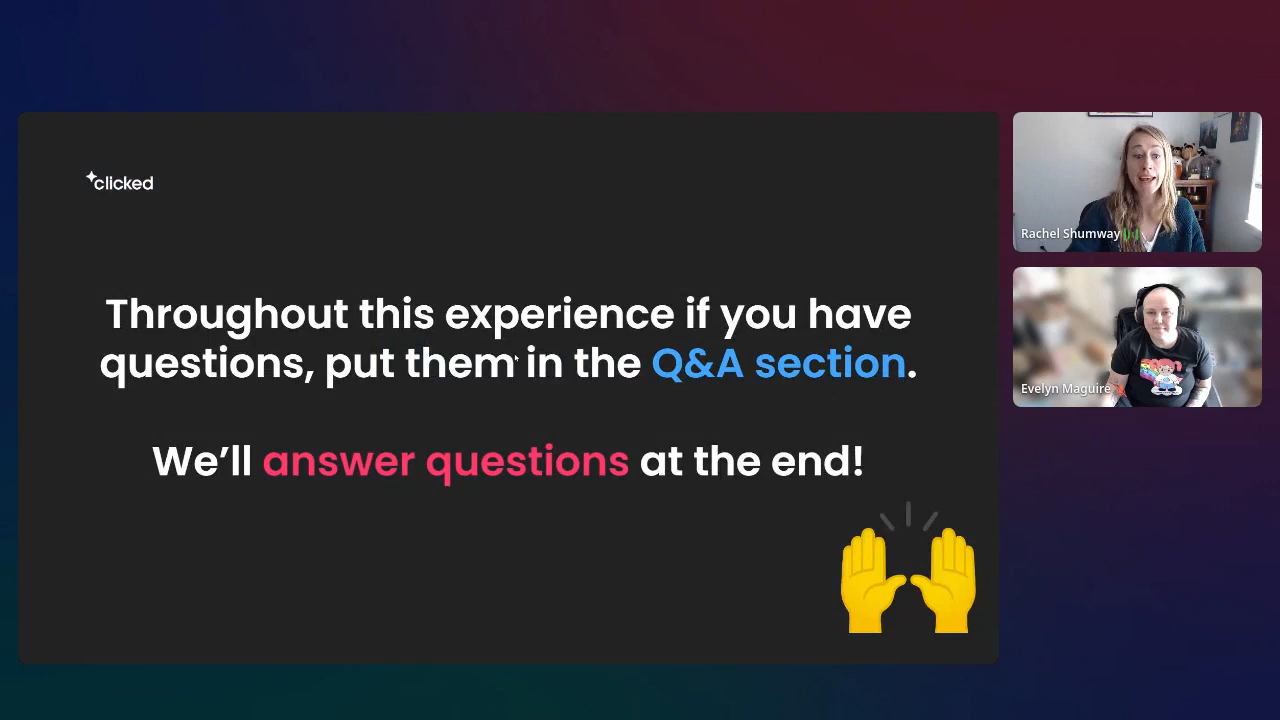 clicked
Throughout this experience if you have
questions, put them in the Q&A section.
We’ll answer questions at the end!
Rachel Shumway
Evelyn Maguire